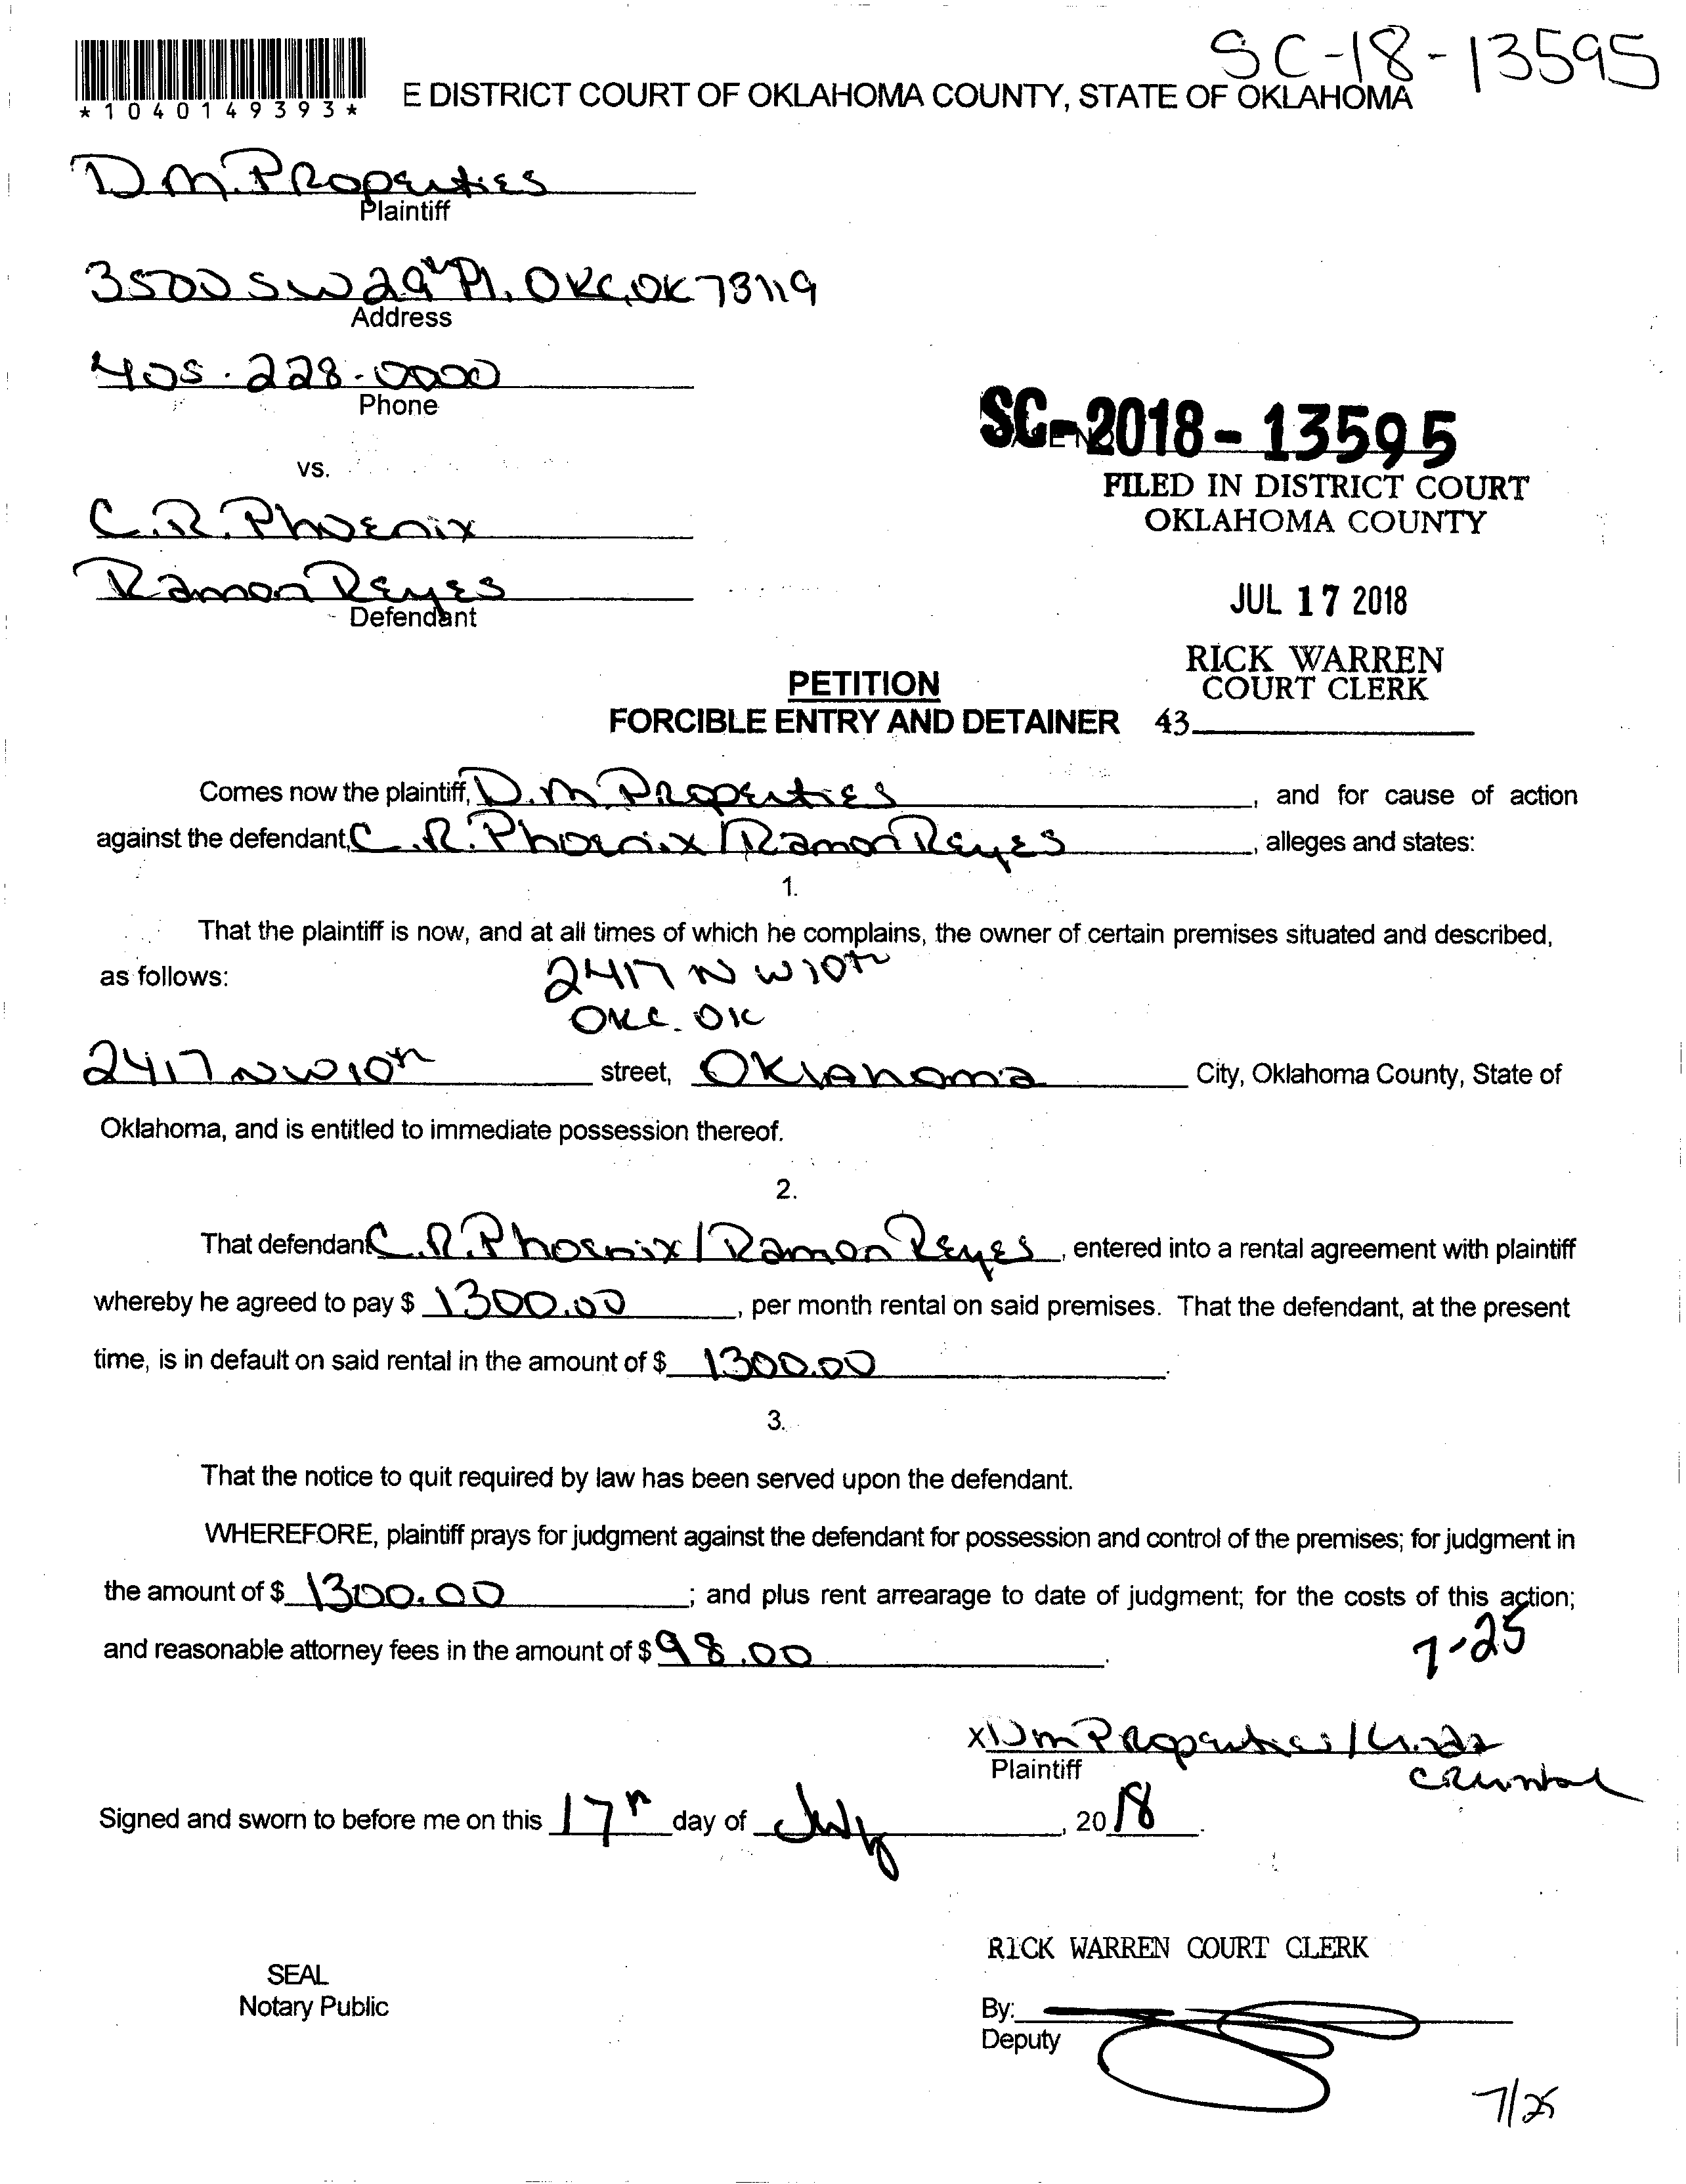 SC-18-13595
*1040149393*
E DISTRICT COURT OF OKLAHOMA COUNTY, STATE OF OKLAHOMA
D.M. Properties
Plaintiff
3500 SW 29th Pl. OKC, OK 73119
Address
405.228.0000
Phone
SC-2018-13595
vs.
FILED IN DISTRICT COURT
OKLAHOMA COUNTY
C.R. Phoenix
Ramon Reyes
Defendant
JUL 17 2018
RICK WARREN
COURT CLERK
43
PETITION
FORCIBLE ENTRY AND DETAINER
Comes now the plaintiff, D.M. Properties, and for cause of action
against the defendant, C.R. Phoenix / Ramon Reyes, alleges and states:
1.
That the plaintiff is now, and at all times of which he complains, the owner of certain premises situated and described,
as follows: 2417 NW 10th
OKC. OK
2417 NW 10th street, Oklahoma City, Oklahoma County, State of
Oklahoma, and is entitled to immediate possession thereof.
2.
That defendant C.R. Phoenix / Ramon Reyes, entered into a rental agreement with plaintiff
whereby he agreed to pay $ 1300.00, per month rental on said premises. That the defendant, at the present
time, is in default on said rental in the amount of $ 1300.00.
3.
That the notice to quit required by law has been served upon the defendant.
WHEREFORE, plaintiff prays for judgment against the defendant for possession and control of the premises; for judgment in
the amount of $ 1300.00; and plus rent arrearage to date of judgment; for the costs of this action;
and reasonable attorney fees in the amount of $ 98.00.
7-25
x DM Properties /
Plaintiff
Signed and sworn to before me on this 17th day of July, 2018.
RICK WARREN COURT CLERK
SEAL
Notary Public
By:
Deputy
7/25